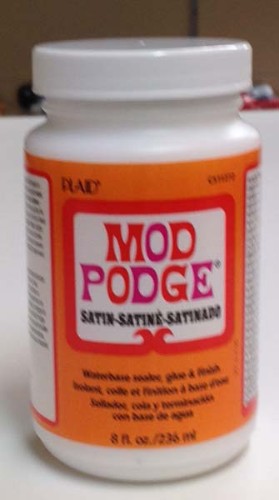 PLAID®
MOD
PODGE®
SATIN-SATINÉ-SATINADO
Waterbase sealer, glue & finish
Isolant, colle et finition à base d'eau
Sellador, cola y terminación
con base de agua
8 fl. oz./236 ml